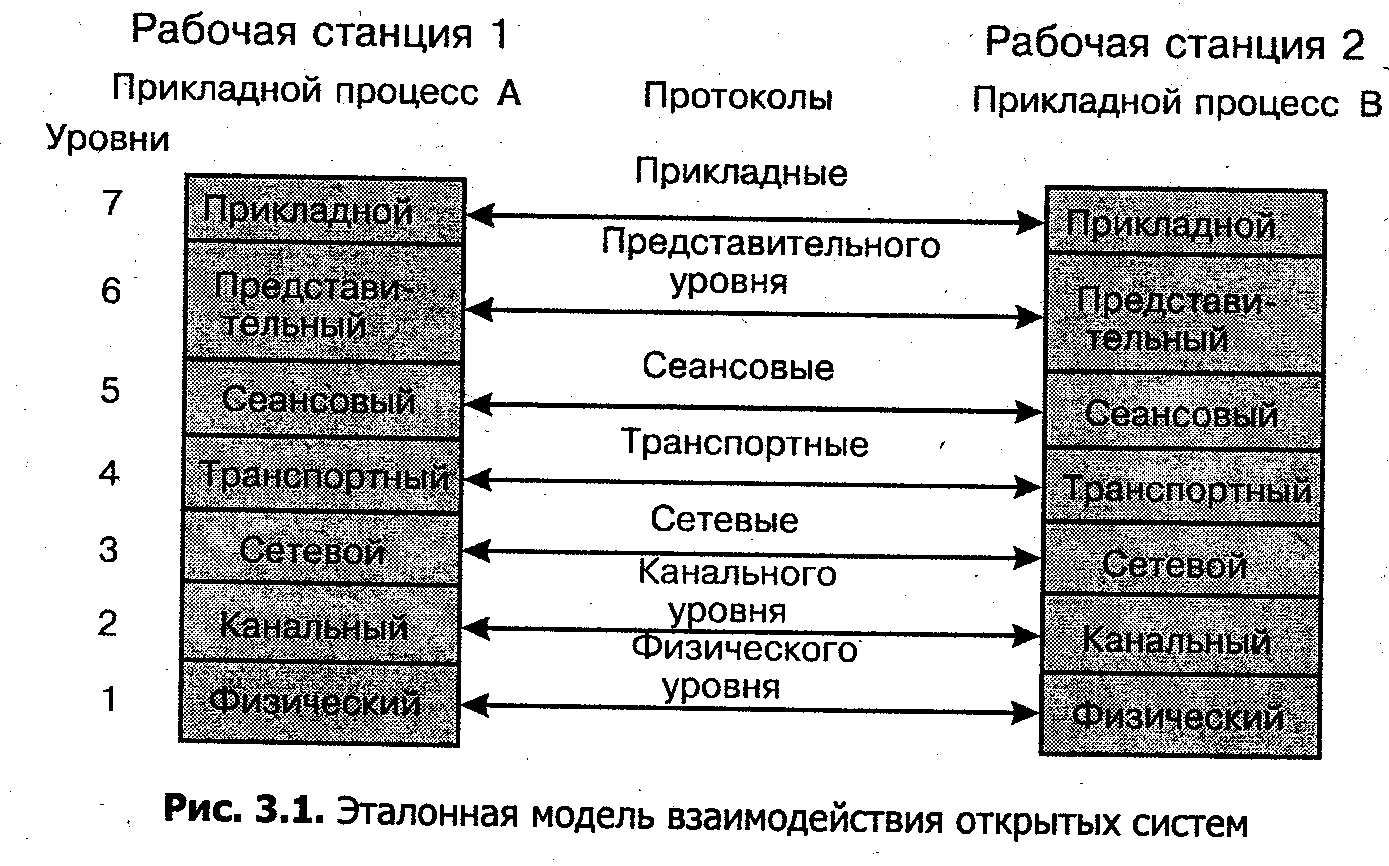 Рабочая станция 1
Рабочая станция 2
Прикладной процесс А
Протоколы
Прикладной процесс В
Уровни
Прикладные
7
Прикладной
Прикладной
Представительного
уровня
6
Представи-
тельный
Представи-
тельный
Сеансовые
5
Сеансовый
Сеансовый
Транспортные
4
Транспортный
Транспортный
Сетевые
3
Сетевой
Сетевой
Канального
уровня
2
Канальный
Канальный
Физического
уровня
1
Физический
Физический
Рис. 3.1. Эталонная модель взаимодействия открытых систем